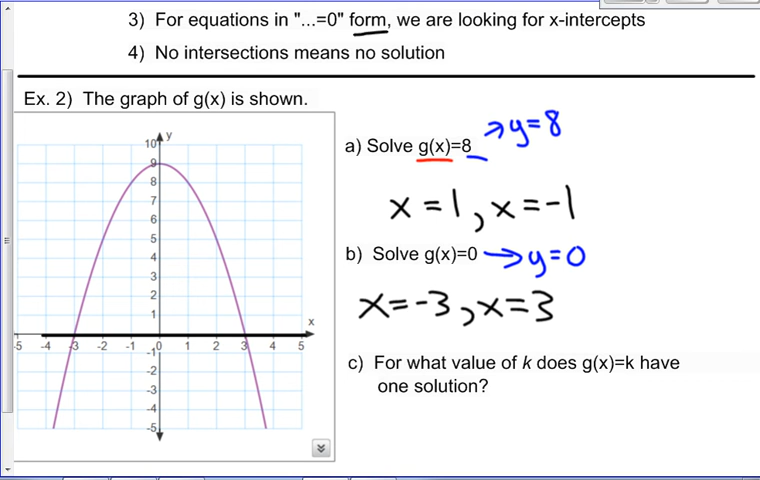 3) For equations in "...=0" form, we are looking for x-intercepts
4) No intersections means no solution
Ex. 2) The graph of g(x) is shown.
a) Solve g(x)=8 → y=8
x=1, x=-1
b) Solve g(x)=0 → y=0
x=-3, x=3
c) For what value of k does g(x)=k have
one solution?
y
10
9
8
7
6
5
4
3
2
1
x
-5 -4 -3 -2 -1 0 1 2 3 4 5
-1
-2
-3
-4
-5